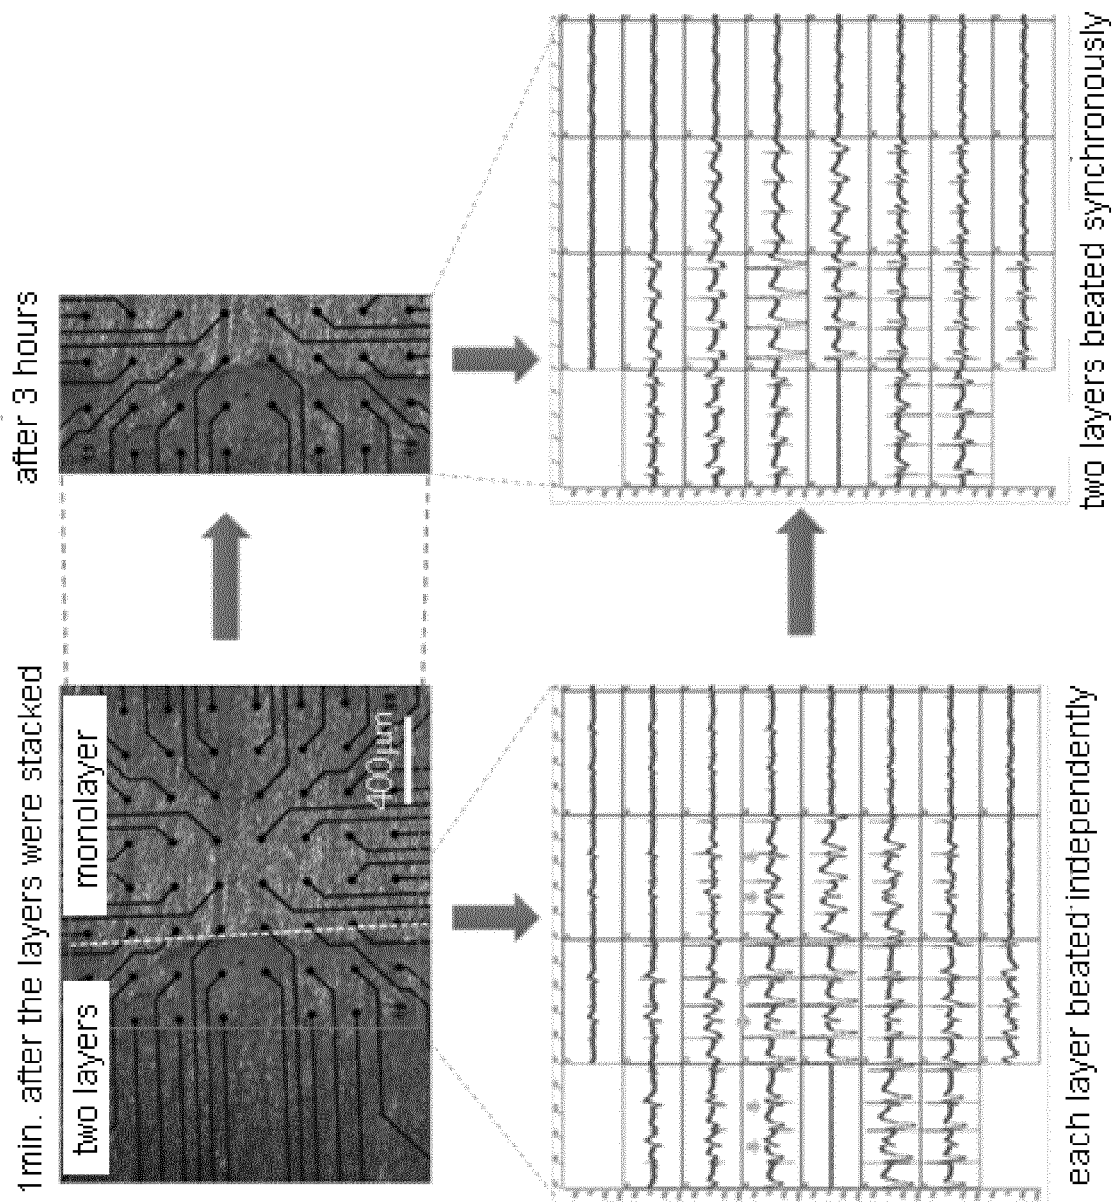 1min. after the layers were stacked
after 3 hours
two layers
monolayer
400µm
each layer beated independently
two layers beated synchronously